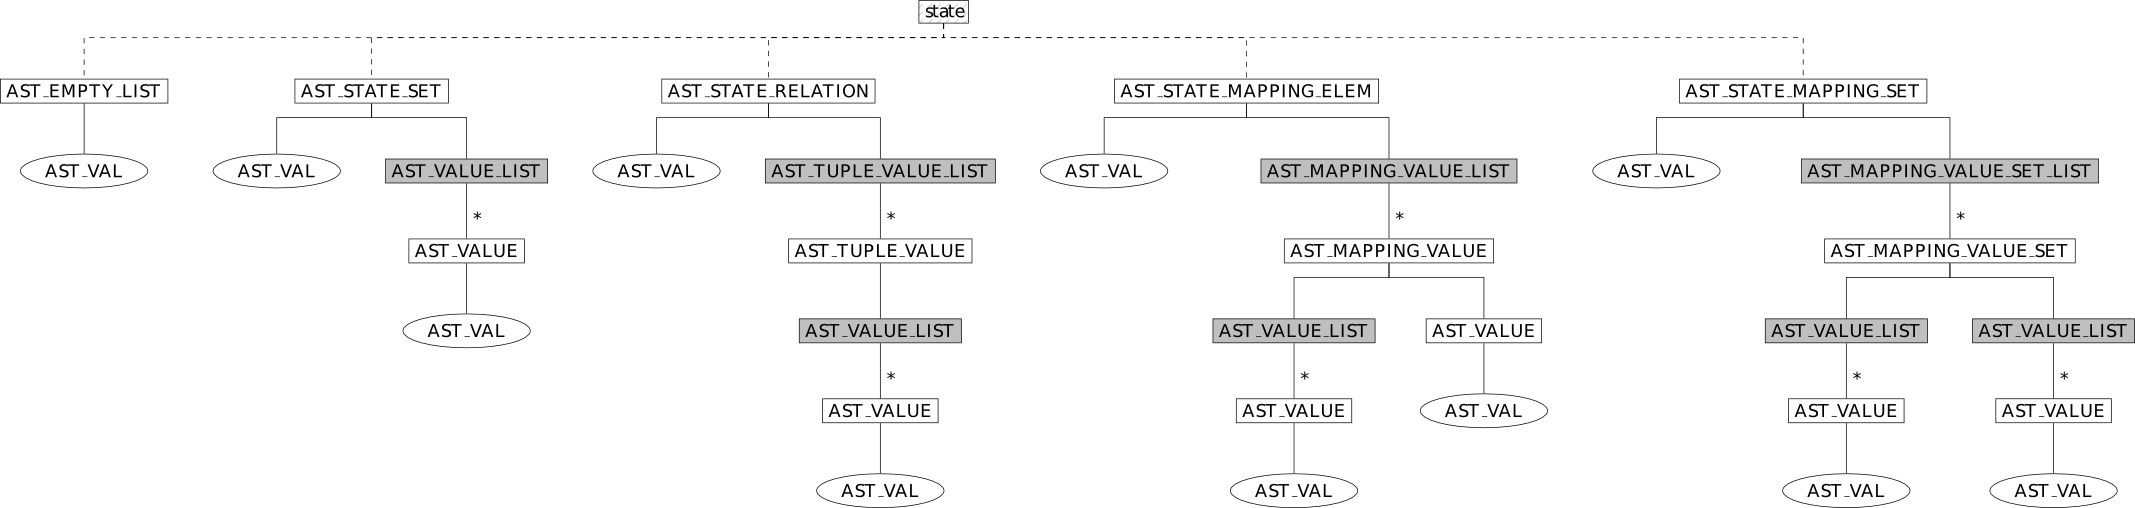 state
AST_EMPTY_LIST AST_STATE_SET AST_STATE_RELATION AST_STATE_MAPPING_ELEM AST_STATE_MAPPING_SET
AST_VAL AST_VAL AST_VALUE_LIST AST_VAL AST_TUPLE_VALUE_LIST AST_VAL AST_MAPPING_VALUE_LIST AST_VAL AST_MAPPING_VALUE_SET_LIST
* * * *
AST_VALUE AST_TUPLE_VALUE AST_MAPPING_VALUE AST_MAPPING_VALUE_SET
AST_VAL AST_VALUE_LIST AST_VALUE_LIST AST_VALUE AST_VALUE_LIST AST_VALUE_LIST
* * * *
AST_VALUE AST_VALUE AST_VAL AST_VALUE AST_VALUE
AST_VAL AST_VAL AST_VAL AST_VAL